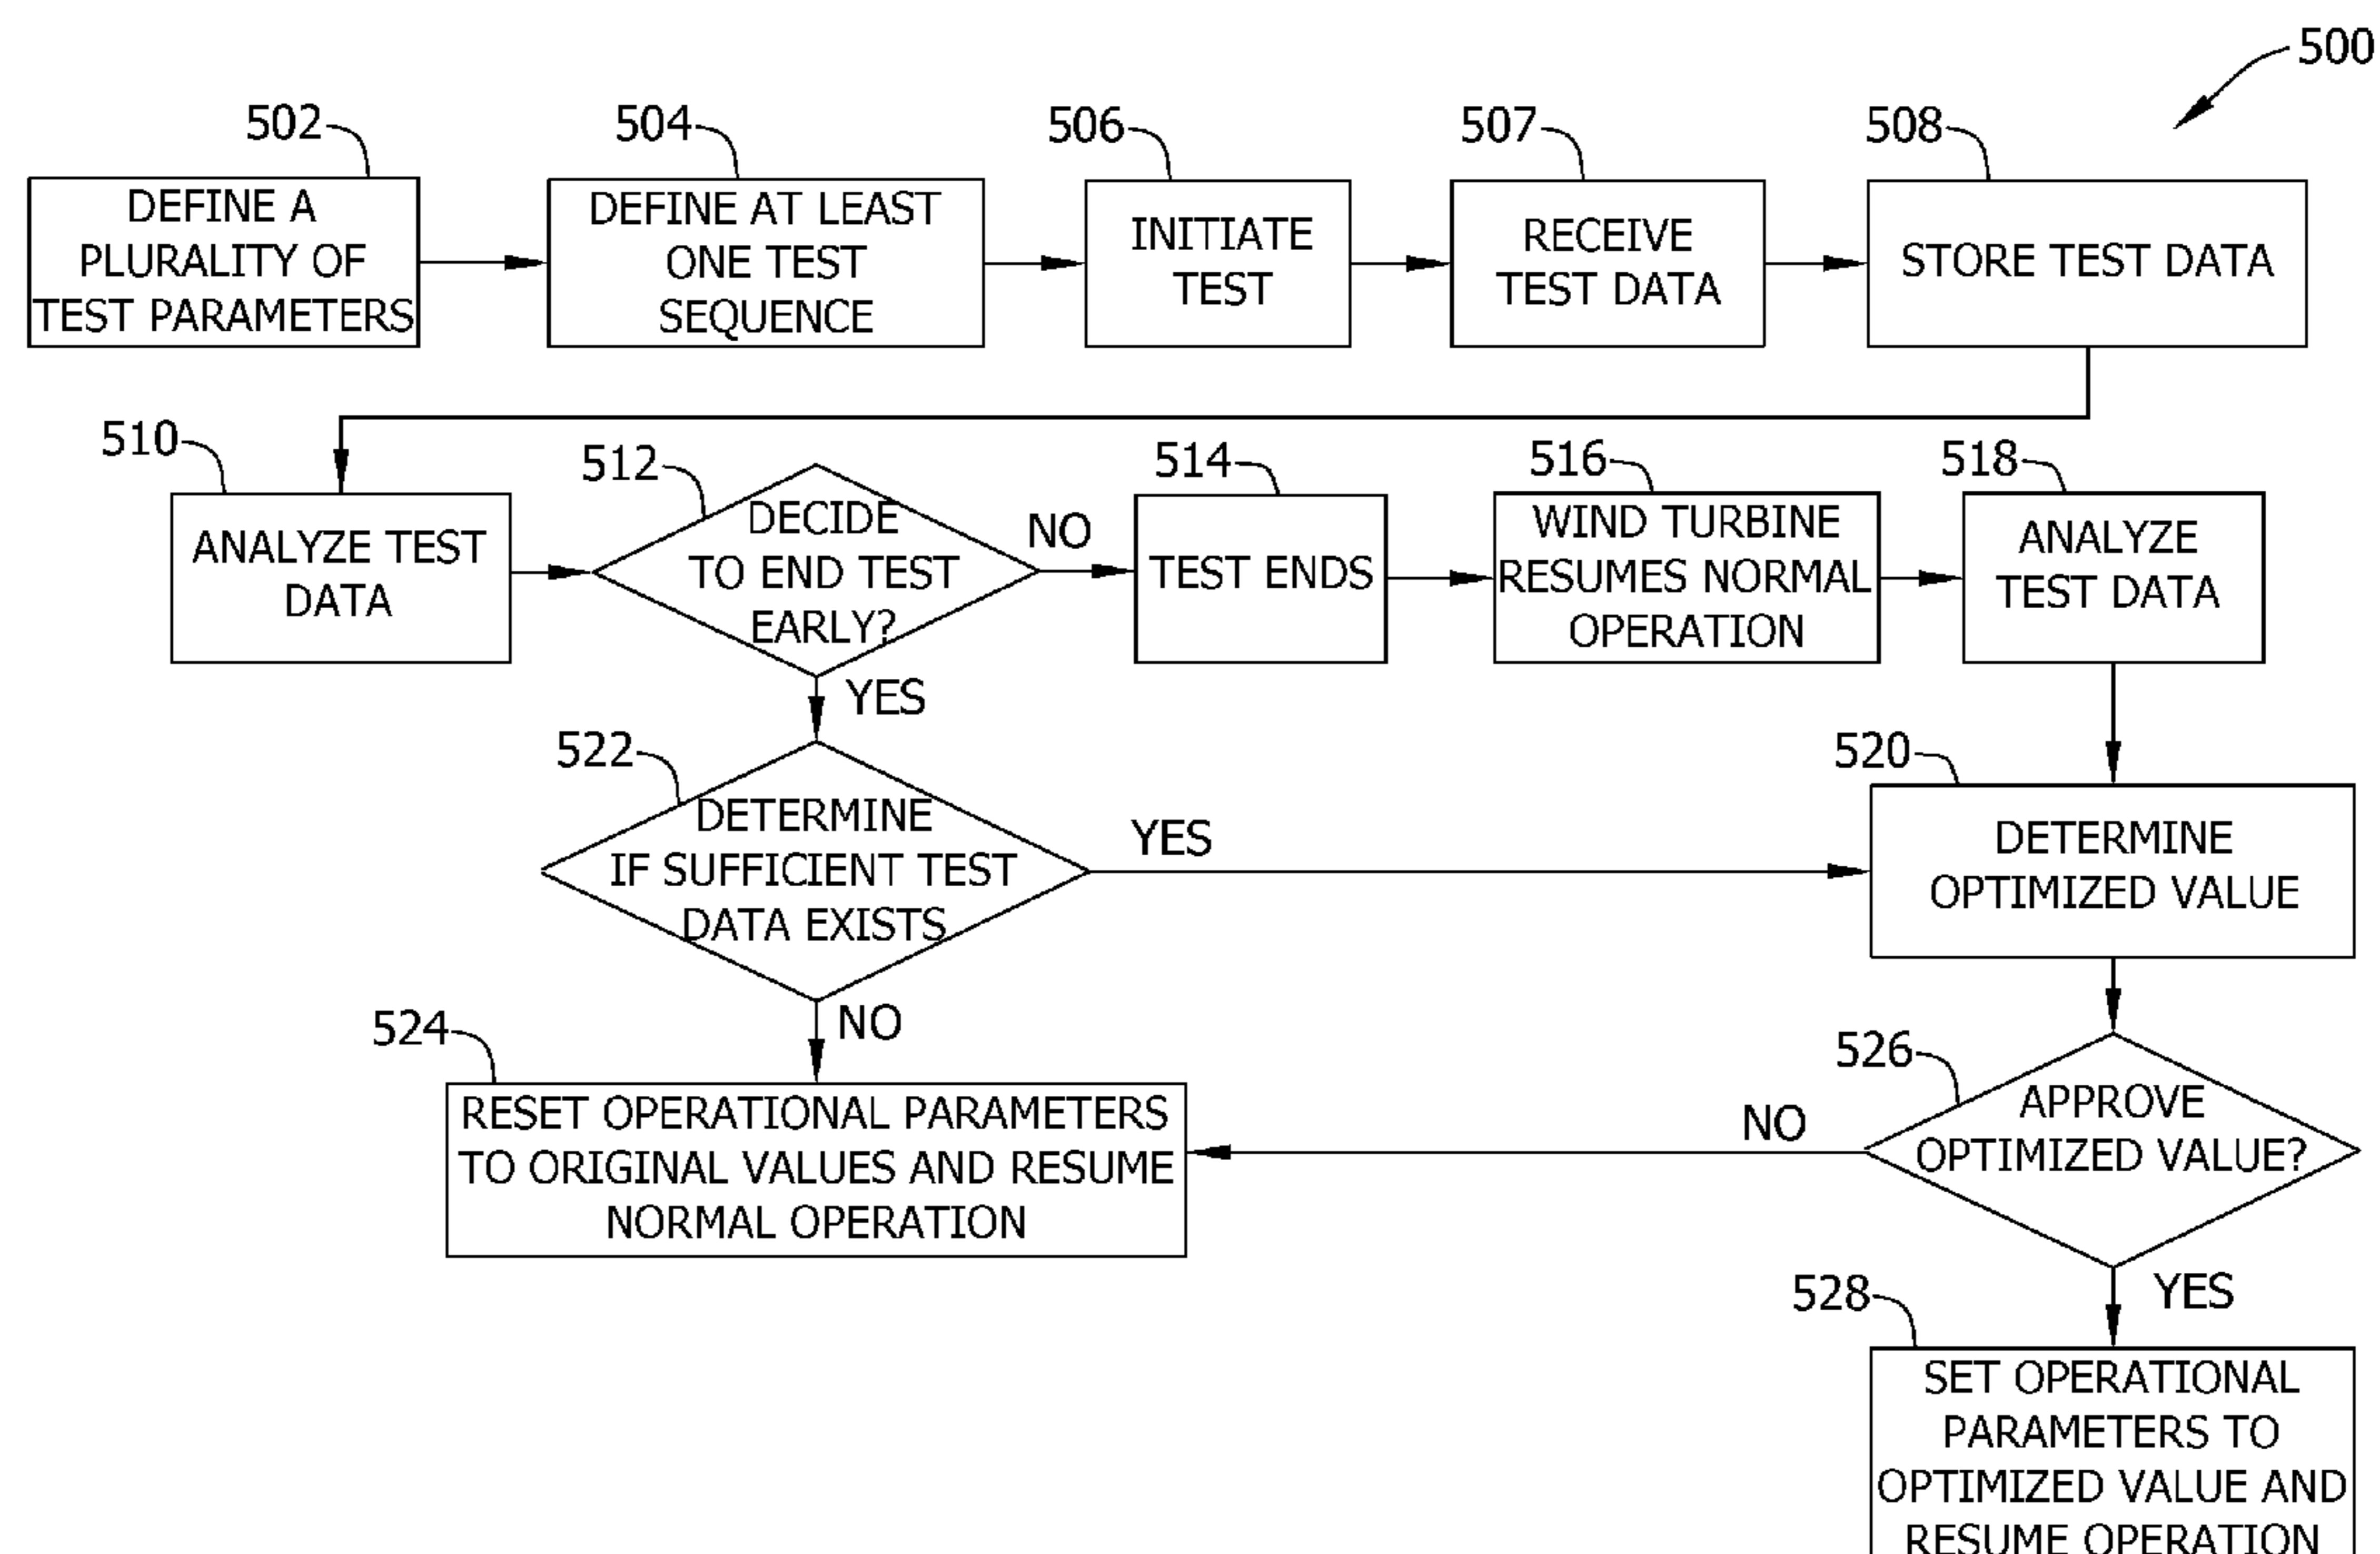 500
502
DEFINE A
PLURALITY OF
TEST PARAMETERS
504
DEFINE AT LEAST
ONE TEST
SEQUENCE
506
INITIATE
TEST
507
RECEIVE
TEST DATA
508
STORE TEST DATA
510
ANALYZE TEST
DATA
512
DECIDE
TO END TEST
EARLY?
NO
YES
514
TEST ENDS
516
WIND TURBINE
RESUMES NORMAL
OPERATION
518
ANALYZE
TEST DATA
522
DETERMINE
IF SUFFICIENT TEST
DATA EXISTS
YES
NO
520
DETERMINE
OPTIMIZED VALUE
524
RESET OPERATIONAL PARAMETERS
TO ORIGINAL VALUES AND RESUME
NORMAL OPERATION
526
APPROVE
OPTIMIZED VALUE?
NO
YES
528
SET OPERATIONAL
PARAMETERS TO
OPTIMIZED VALUE AND
RESUME OPERATION